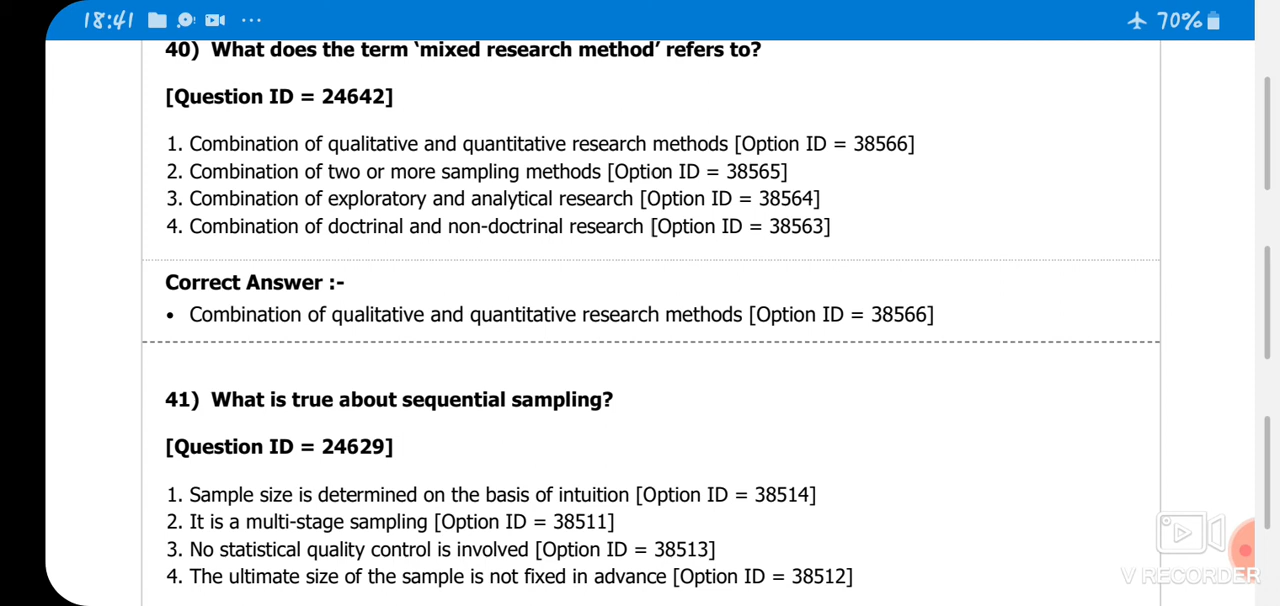 18:41
70%
40) What does the term ‘mixed research method’ refers to?
[Question ID = 24642]
1. Combination of qualitative and quantitative research methods [Option ID = 38566]
2. Combination of two or more sampling methods [Option ID = 38565]
3. Combination of exploratory and analytical research [Option ID = 38564]
4. Combination of doctrinal and non-doctrinal research [Option ID = 38563]
Correct Answer :-
• Combination of qualitative and quantitative research methods [Option ID = 38566]
41) What is true about sequential sampling?
[Question ID = 24629]
1. Sample size is determined on the basis of intuition [Option ID = 38514]
2. It is a multi-stage sampling [Option ID = 38511]
3. No statistical quality control is involved [Option ID = 38513]
4. The ultimate size of the sample is not fixed in advance [Option ID = 38512]
V RECORDER